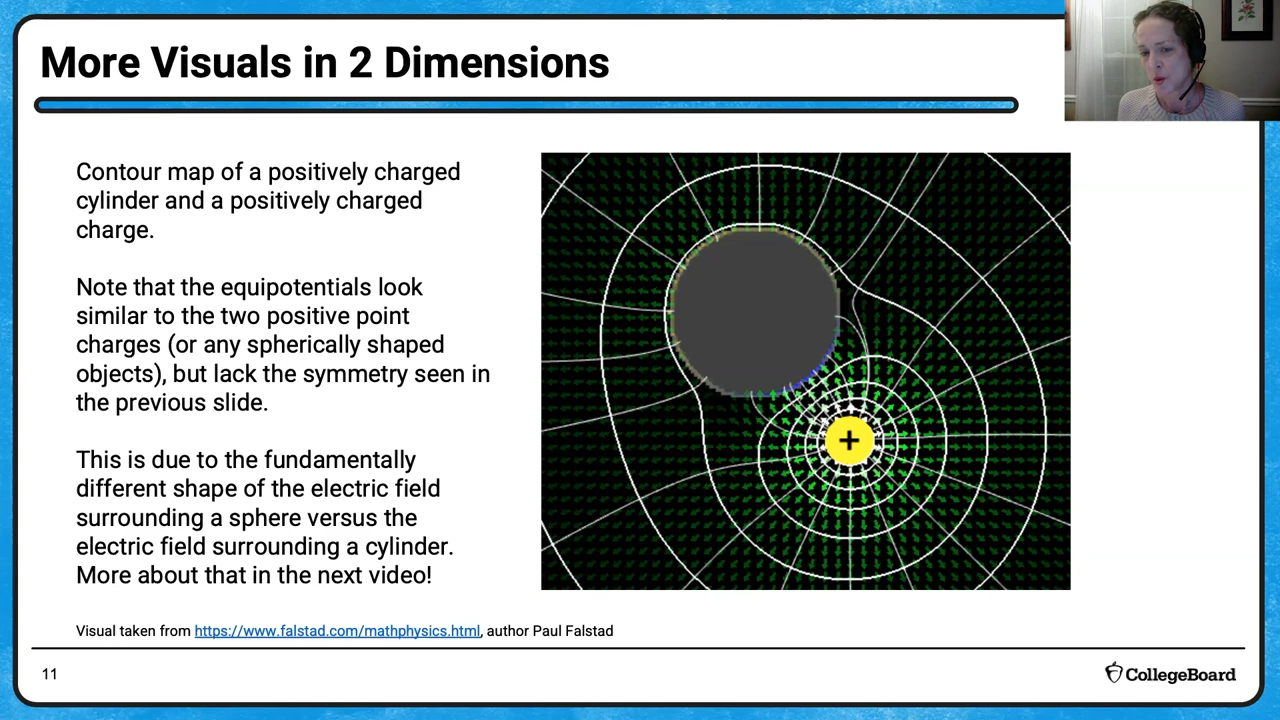 More Visuals in 2 Dimensions
Contour map of a positively charged
cylinder and a positively charged
charge.
Note that the equipotentials look
similar to the two positive point
charges (or any spherically shaped
objects), but lack the symmetry seen in
the previous slide.
This is due to the fundamentally
different shape of the electric field
surrounding a sphere versus the
electric field surrounding a cylinder.
More about that in the next video!
+
Visual taken from https://www.falstad.com/mathphysics.html, author Paul Falstad
11
CollegeBoard